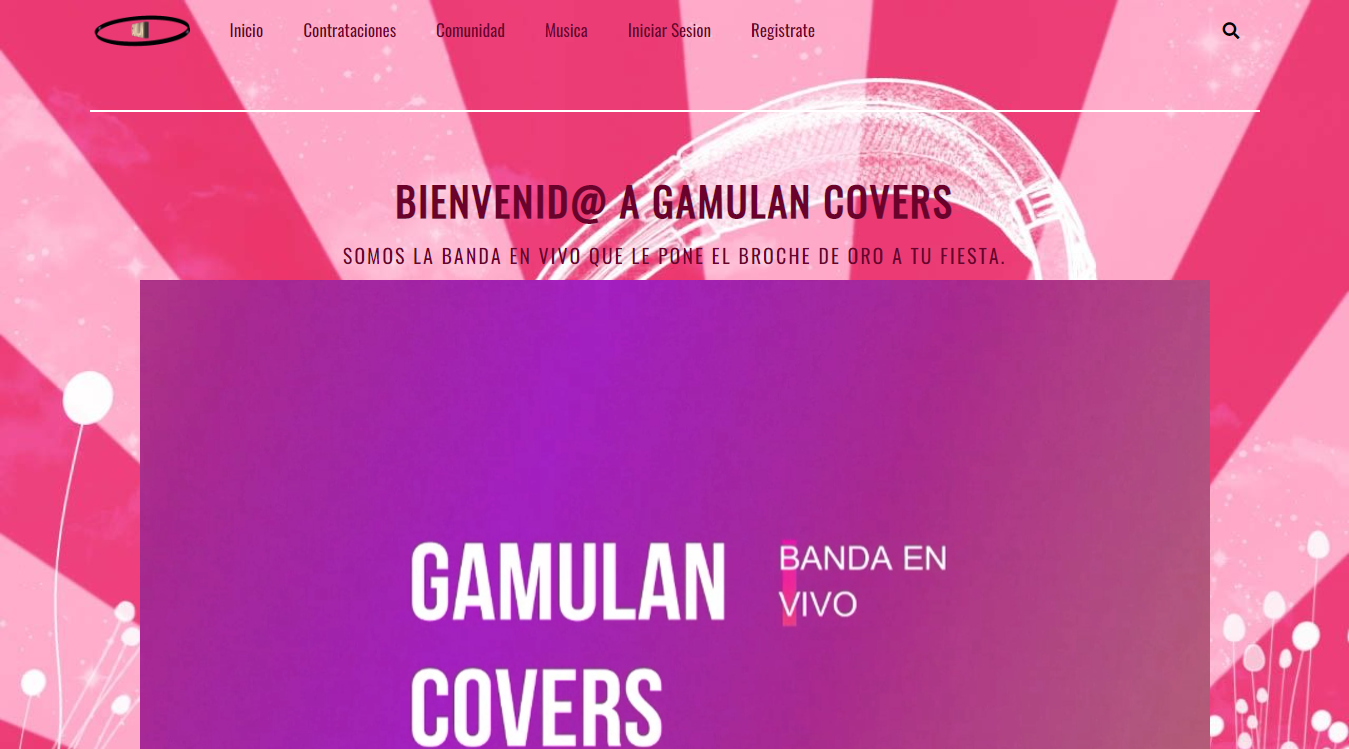 Inicio Contrataciones Comunidad Musica Iniciar Sesion Registrate
BIENVENID@ A GAMULAN COVERS
SOMOS LA BANDA EN VIVO QUE LE PONE EL BROCHE DE ORO A TU FIESTA.
GAMULAN
COVERS
BANDA EN
VIVO